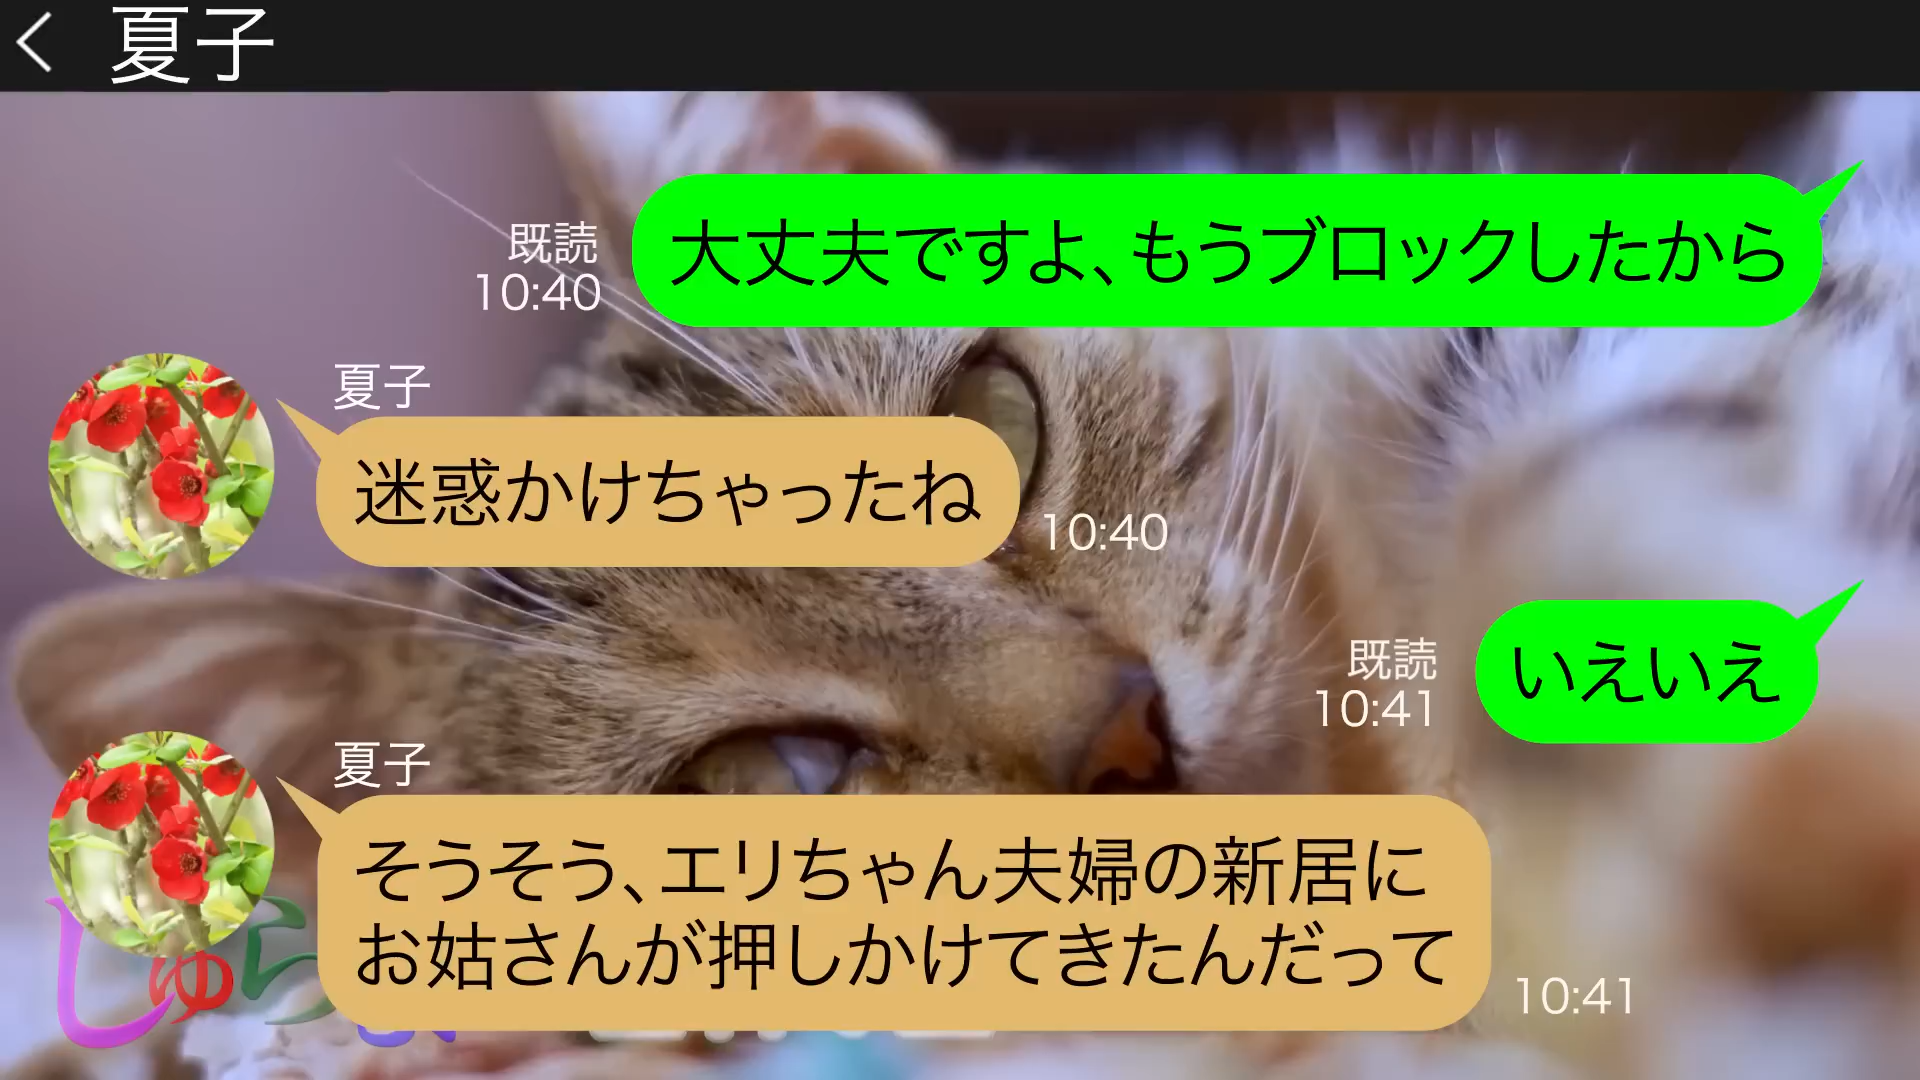 夏子
大丈夫ですよ、もうブロックしたから
既読
10:40
夏子
迷惑かけちゃったね
10:40
いえいえ
既読
10:41
夏子
そうそう、エリちゃん夫婦の新居に
お姑さんが押しかけてきたんだって
10:41
しゅら